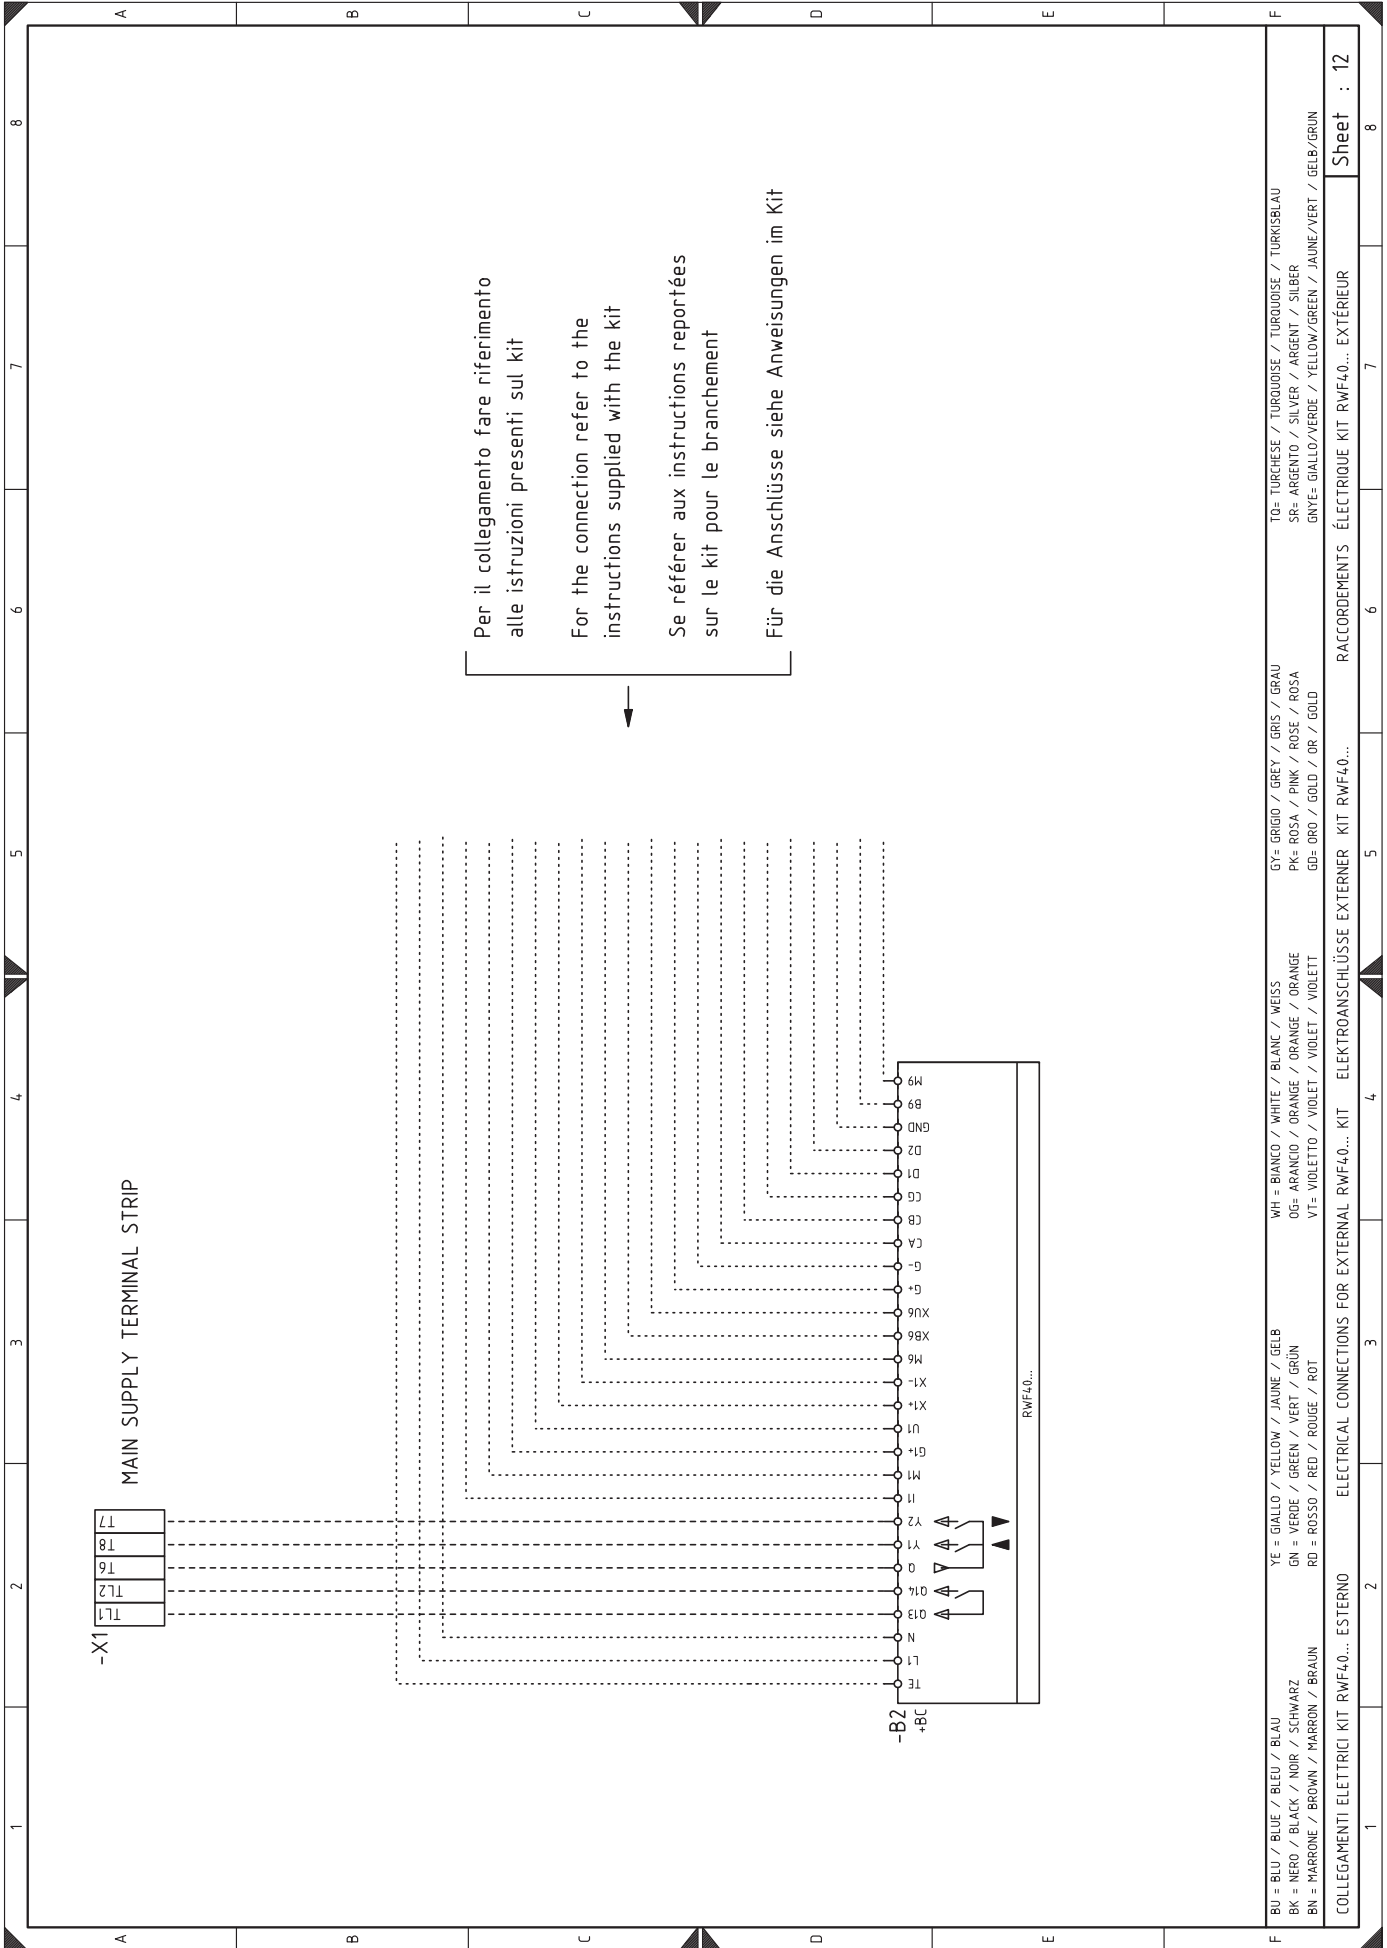 1 2 3 4 5 6 7 8
A
B
C
D
E
F
-X1
TL1 TL2 T6 T8 T7
MAIN SUPPLY TERMINAL STRIP
Per il collegamento fare riferimento
alle istruzioni presenti sul kit
For the connection refer to the
instructions supplied with the kit
Se référer aux instructions reportées
sur le kit pour le branchement
Für die Anschlüsse siehe Anweisungen im Kit
-B2
+BC
TE L1 N Q13 Q14 Q Y1 Y2 I1 M1 G1+ U1 X1+ X1- M6 XB6 XU6 G+ G- CA CB CG D1 D2 GND B9 M9
RWF40...
BU = BLU / BLUE / BLEU / BLAU
BK = NERO / BLACK / NOIR / SCHWARZ
BN = MARRONE / BROWN / MARRON / BRAUN
YE = GIALLO / YELLOW / JAUNE / GELB
GN = VERDE / GREEN / VERT / GRÜN
RD = ROSSO / RED / ROUGE / ROT
WH = BIANCO / WHITE / BLANC / WEISS
OG= ARANCIO / ORANGE / ORANGE / ORANGE
VT= VIOLETTO / VIOLET / VIOLET / VIOLETT
GY= GRIGIO / GREY / GRIS / GRAU
PK= ROSA / PINK / ROSE / ROSA
GD= ORO / GOLD / OR / GOLD
TQ= TURCHESE / TURQUOISE / TURQUOISE / TURKISBLAU
SR= ARGENTO / SILVER / ARGENT / SILBER
GNYE= GIALLO/VERDE / YELLOW/GREEN / JAUNE/VERT / GELB/GRUN
COLLEGAMENTI ELETTRICI KIT RWF40... ESTERNO ELECTRICAL CONNECTIONS FOR EXTERNAL RWF40... KIT ELEKTROANSCHLÜSSE EXTERNER KIT RWF40... RACCORDEMENTS ÉLECTRIQUE KIT RWF40... EXTÉRIEUR
Sheet : 12
1 2 3 4 5 6 7 8
A
B
C
D
E
F